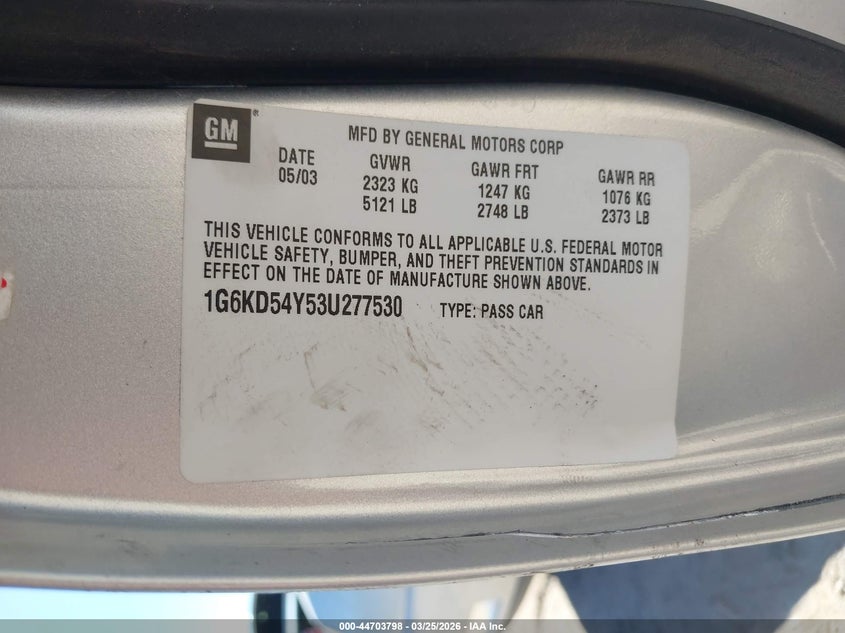 GM ®
MFD BY GENERAL MOTORS CORP
DATE GVWR GAWR FRT GAWR RR
05/03 2323 KG 1247 KG 1076 KG
5121 LB 2748 LB 2373 LB
THIS VEHICLE CONFORMS TO ALL APPLICABLE U.S. FEDERAL MOTOR
VEHICLE SAFETY, BUMPER, AND THEFT PREVENTION STANDARDS IN
EFFECT ON THE DATE OF MANUFACTURE SHOWN ABOVE.
1G6KD54Y53U277530 TYPE: PASS CAR
000-44703798 - 03/25/2026 - IAA Inc.